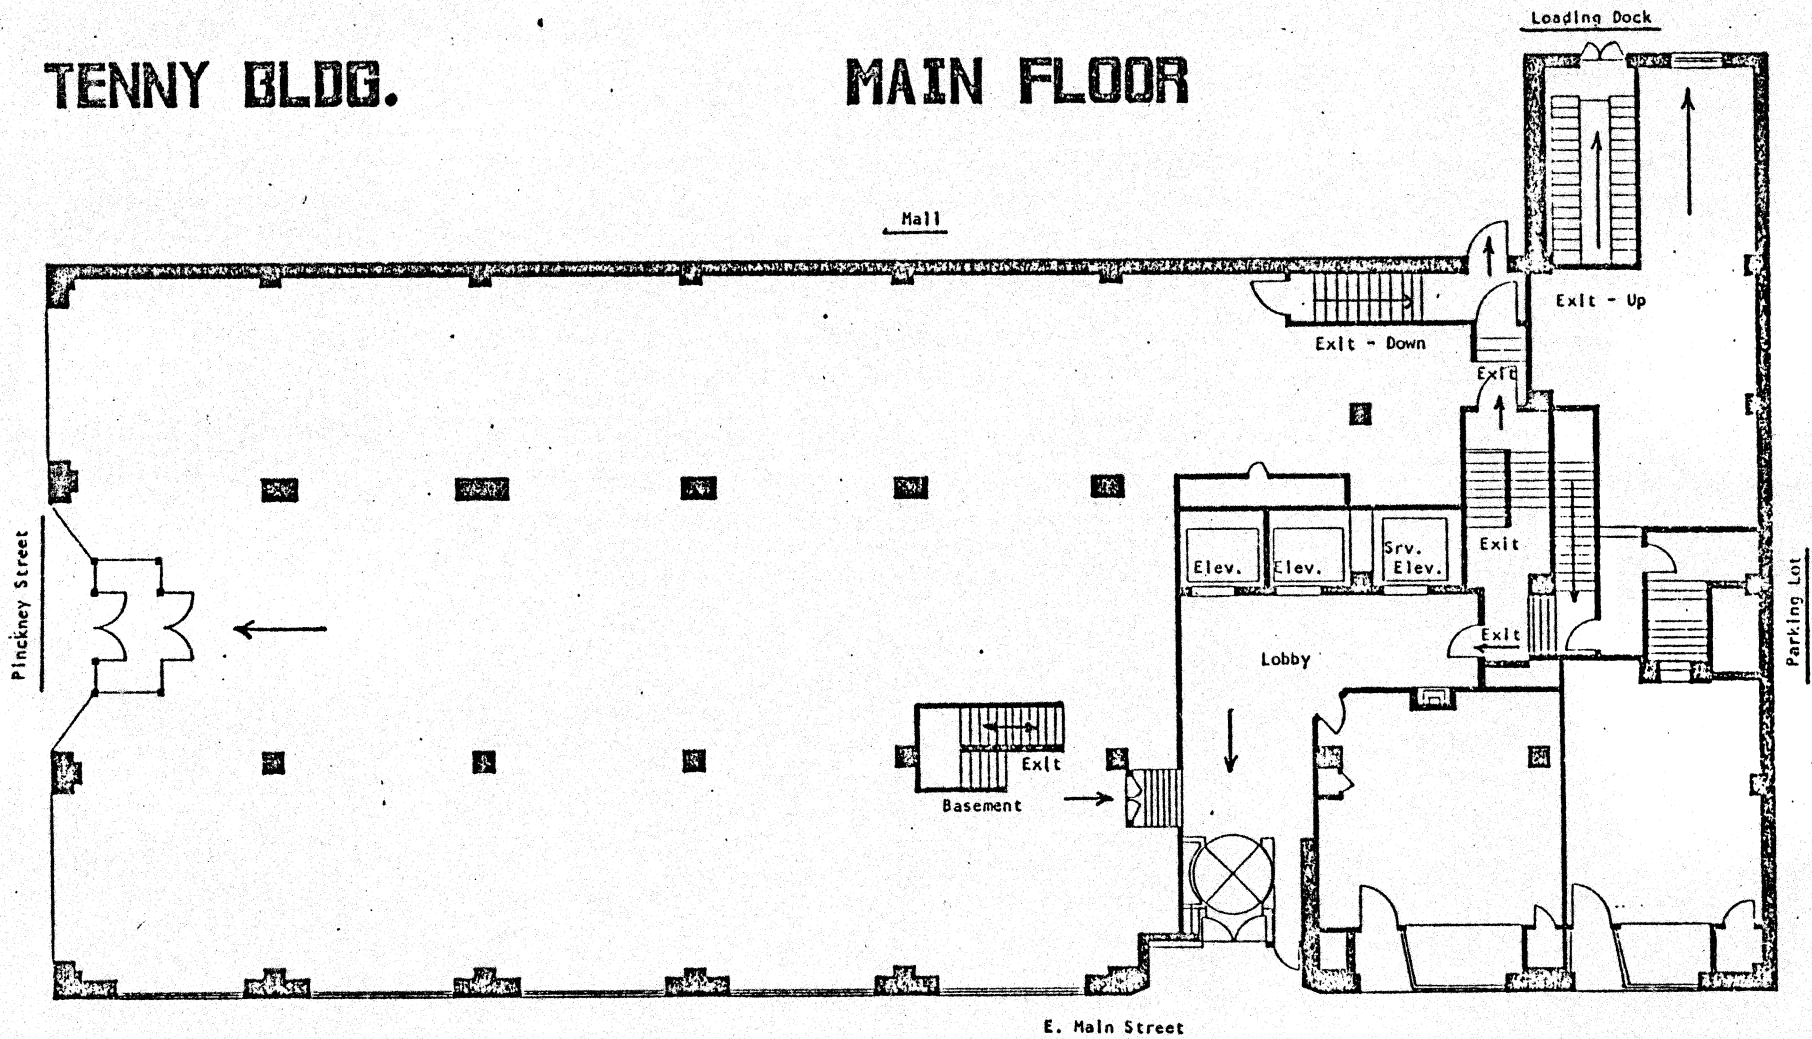 Loading Dock
TENNY BLDG.
MAIN FLOOR
Mall
Exit - Up
Exit - Down
Exit
Exit
Srv.
Elev.
Elev.
Elev.
Pinckney Street
Parking Lot
Exit
Lobby
Exit
Basement
E. Main Street